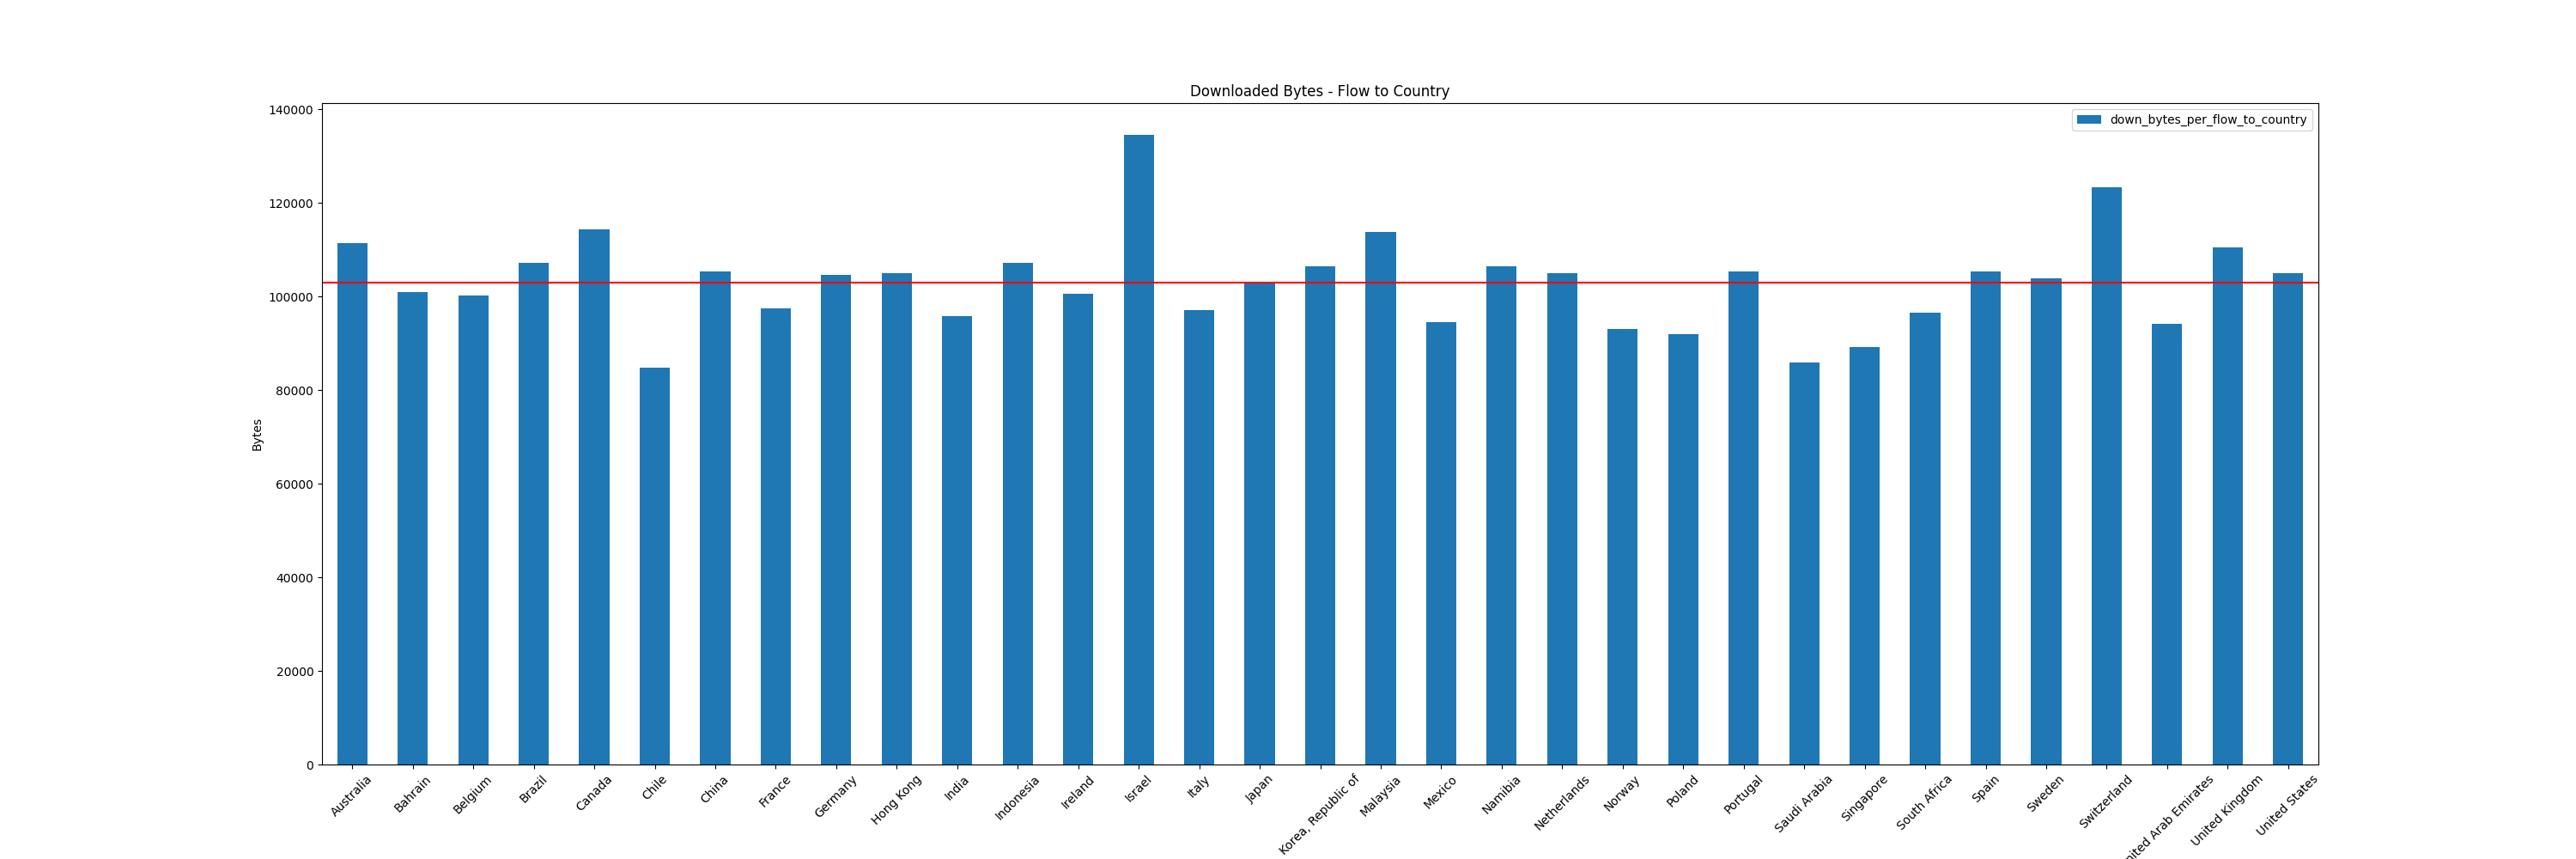 Downloaded Bytes - Flow to Country
140000
120000
100000
80000
60000
40000
20000
0
Bytes
down_bytes_per_flow_to_country
Australia
Bahrain
Belgium
Brazil
Canada
Chile
China
France
Germany
Hong Kong
India
Indonesia
Ireland
Israel
Italy
Japan
Korea, Republic of
Malaysia
Mexico
Namibia
Netherlands
Norway
Poland
Portugal
Saudi Arabia
Singapore
South Africa
Spain
Sweden
Switzerland
Arab Emirates
United Kingdom
United States